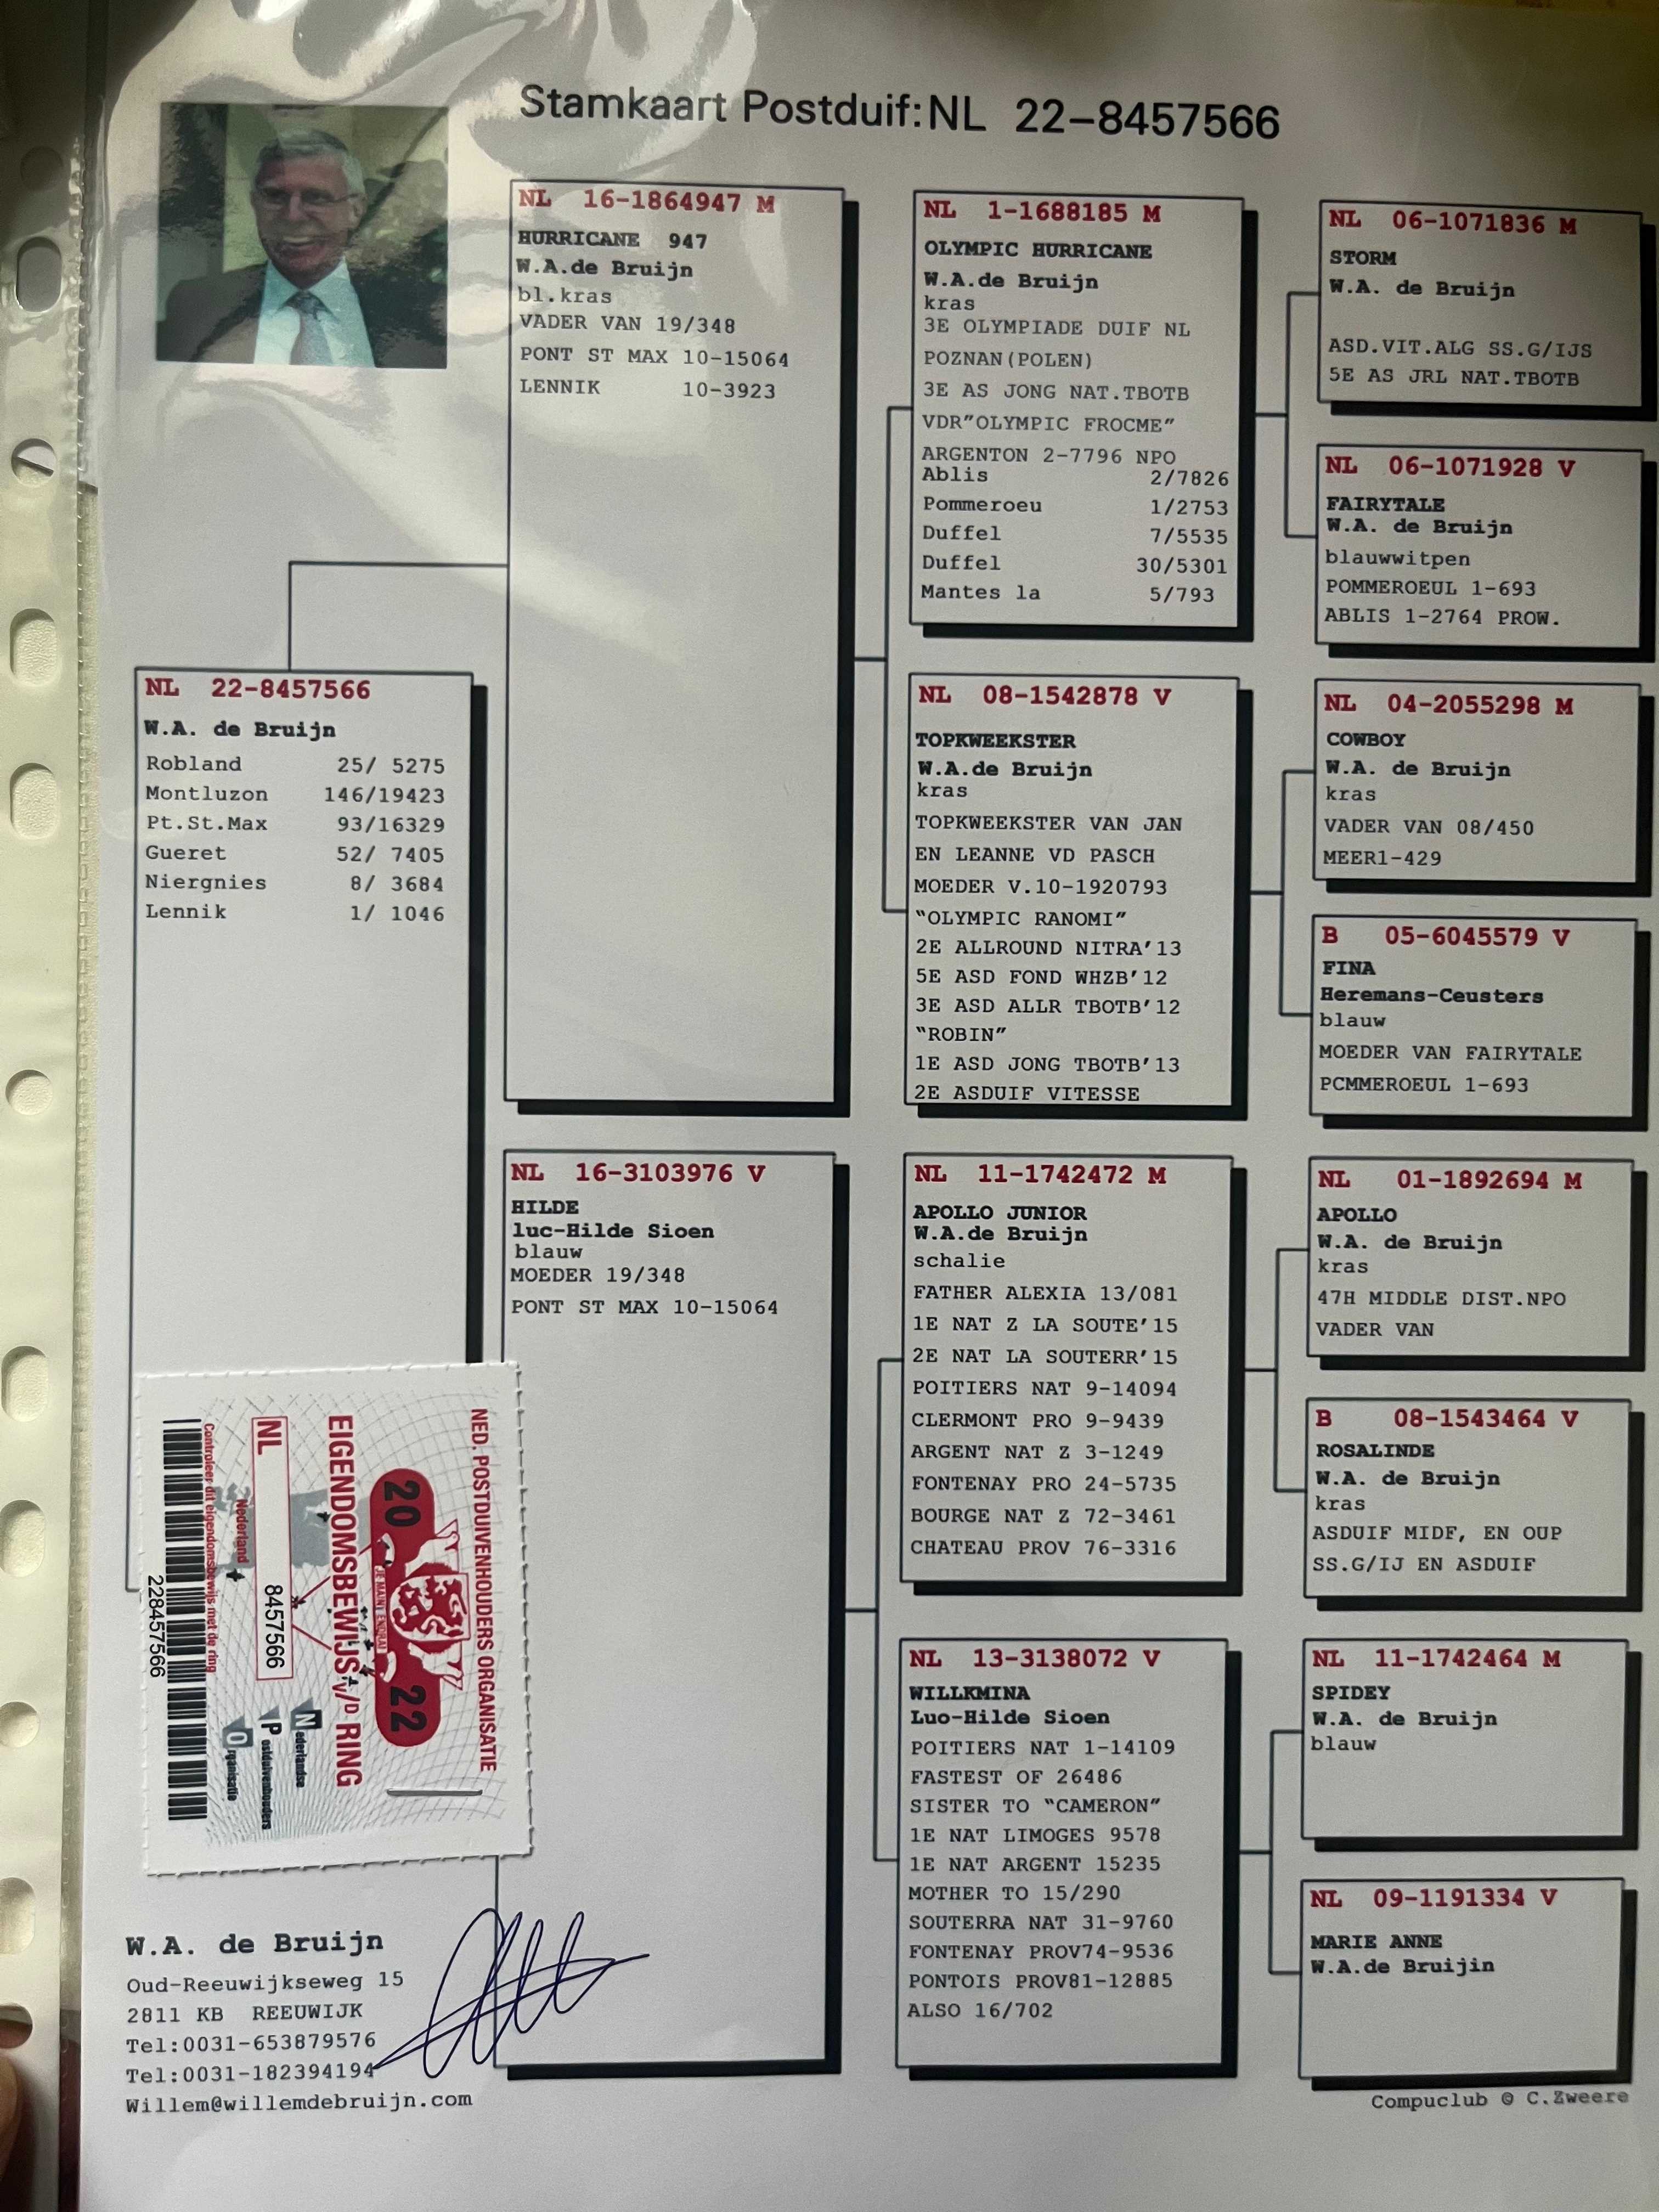 Stamkaart Postduif: NL 22-8457566
NL 22-8457566
W.A. de Bruijn
Robland 25/ 5275
Montluzon 146/19423
Pt.St.Max 93/16329
Gueret 52/ 7405
Niergnies 8/ 3684
Lennik 1/ 1046
NL 16-1864947 M
HURRICANE 947
W.A.de Bruijn
bl.kras
VADER VAN 19/348
PONT ST MAX 10-15064
LENNIK 10-3923
NL 16-3103976 V
HILDE
luc-Hilde Sioen
blauw
MOEDER 19/348
PONT ST MAX 10-15064
NL 1-1688185 M
OLYMPIC HURRICANE
W.A.de Bruijn
kras
3E OLYMPIADE DUIF NL
POZNAN(POLEN)
3E AS JONG NAT.TBOTB
VDR"OLYMPIC FROCME"
ARGENTON 2-7796 NPO
Ablis 2/7826
Pommeroeu 1/2753
Duffel 7/5535
Duffel 30/5301
Mantes la 5/793
NL 08-1542878 V
TOPKWEEKSTER
W.A.de Bruijn
kras
TOPKWEEKSTER VAN JAN
EN LEANNE VD PASCH
MOEDER V.10-1920793
"OLYMPIC RANOMI"
2E ALLROUND NITRA'13
5E ASD FOND WHZB'12
3E ASD ALLR TBOTB'12
"ROBIN"
1E ASD JONG TBOTB'13
2E ASDUIF VITESSE
NL 11-1742472 M
APOLLO JUNIOR
W.A.de Bruijn
schalie
FATHER ALEXIA 13/081
1E NAT Z LA SOUTE'15
2E NAT LA SOUTERR'15
POITIERS NAT 9-14094
CLERMONT PRO 9-9439
ARGENT NAT Z 3-1249
FONTENAY PRO 24-5735
BOURGE NAT Z 72-3461
CHATEAU PROV 76-3316
NL 13-3138072 V
WILLKMINA
Luo-Hilde Sioen
POITIERS NAT 1-14109
FASTEST OF 26486
SISTER TO "CAMERON"
1E NAT LIMOGES 9578
1E NAT ARGENT 15235
MOTHER TO 15/290
SOUTERRA NAT 31-9760
FONTENAY PROV74-9536
PONTOIS PROV81-12885
ALSO 16/702
NL 06-1071836 M
STORM
W.A. de Bruijn
ASD.VIT.ALG SS.G/IJS
5E AS JRL NAT.TBOTB
NL 06-1071928 V
FAIRYTALE
W.A. de Bruijn
blauwwitpen
POMMEROEUL 1-693
ABLIS 1-2764 PROW.
NL 04-2055298 M
COWBOY
W.A. de Bruijn
kras
VADER VAN 08/450
MEER1-429
B 05-6045579 V
FINA
Heremans-Ceusters
blauw
MOEDER VAN FAIRYTALE
PCMMEROEUL 1-693
NL 01-1892694 M
APOLLO
W.A. de Bruijn
kras
47H MIDDLE DIST.NPO
VADER VAN
B 08-1543464 V
ROSALINDE
W.A. de Bruijn
kras
ASDUIF MIDF, EN OUP
SS.G/IJ EN ASDUIF
NL 11-1742464 M
SPIDEY
W.A. de Bruijn
blauw
NL 09-1191334 V
MARIE ANNE
W.A.de Bruijin
NED. POSTDUIVENHOUDERS ORGANISATIE
2022
JE MAINTIENDRAI
EIGENDOMSBEWIJS V/D RING
NL 8457566
Nederland
Nederlandse
Postduivenhouders
Organisatie
Controleer dit eigendomsbewijs met de ring
228457566
W.A. de Bruijn
Oud-Reeuwijkseweg 15
2811 KB REEUWIJK
Tel:0031-653879576
Tel:0031-182394194
Willem@willemdebruijn.com
Compuclub © C.Zweere